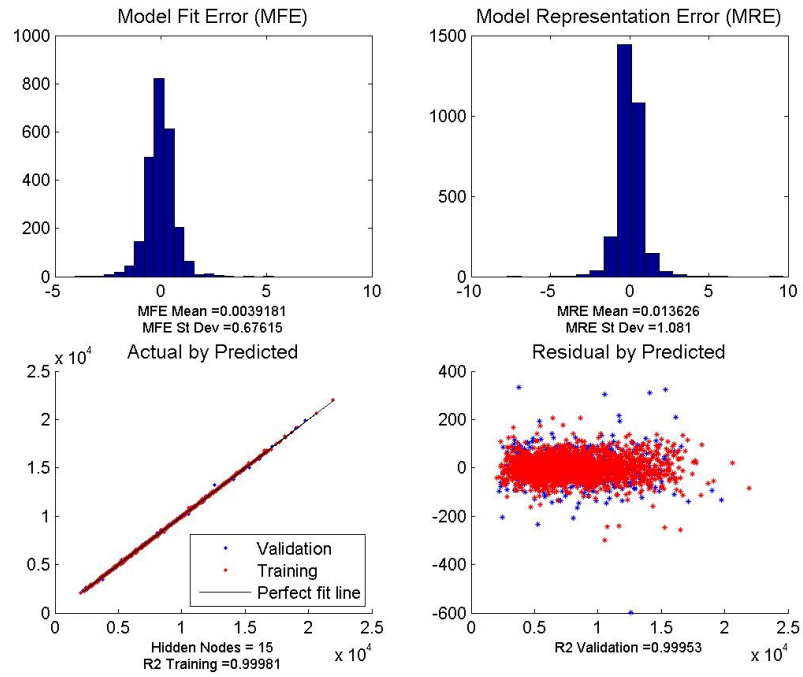 Model Fit Error (MFE)
1000
800
600
400
200
0
-5 0 5 10
MFE Mean =0.0039181
MFE St Dev =0.67615
Model Representation Error (MRE)
1500
1000
500
0
-10 -5 0 5 10
MRE Mean =0.013626
MRE St Dev =1.081
Actual by Predicted
x 10^4
2.5
2
1.5
1
0.5
0
Validation
Training
Perfect fit line
0 0.5 1 1.5 2 2.5
x 10^4
Hidden Nodes = 15
R2 Training =0.99981
Residual by Predicted
400
200
0
-200
-400
-600
0 0.5 1 1.5 2 2.5
x 10^4
R2 Validation =0.99953